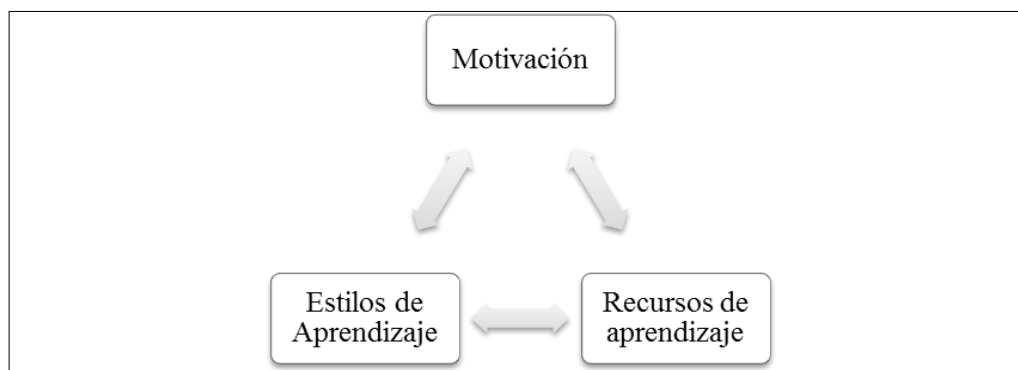 Motivación
Estilos de
Aprendizaje
Recursos de
aprendizaje